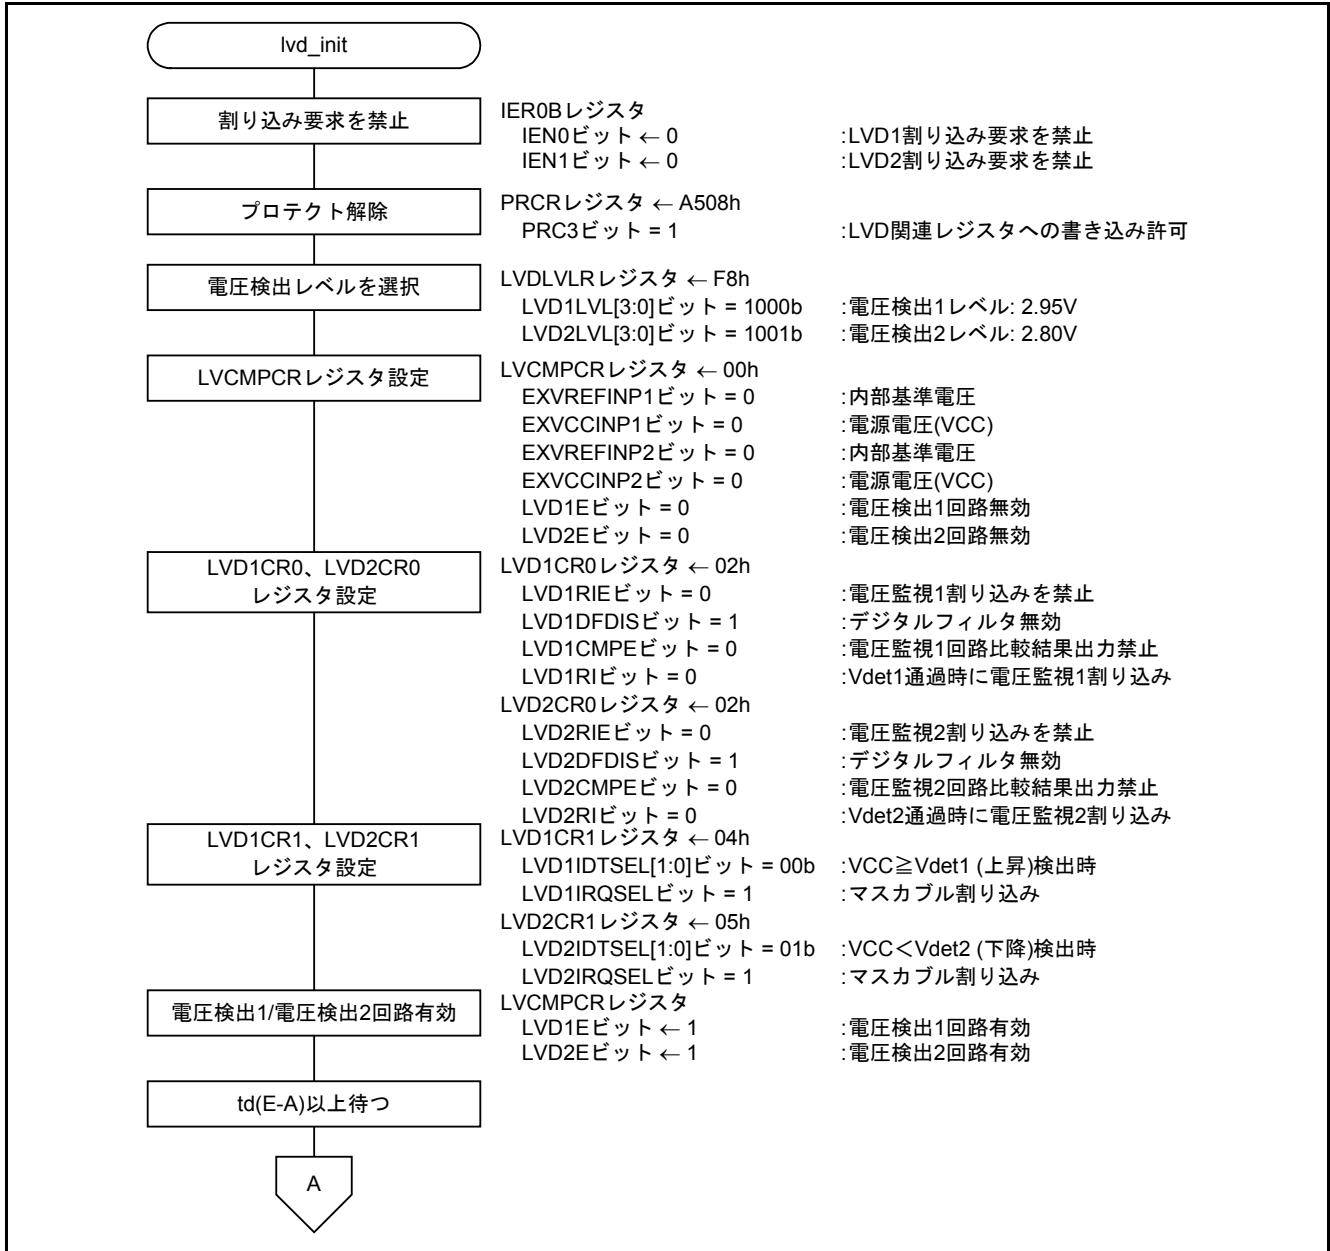 lvd_init
割り込み要求を禁止
IER0Bレジスタ
IEN0ビット ← 0 :LVD1割り込み要求を禁止
IEN1ビット ← 0 :LVD2割り込み要求を禁止
プロテクト解除
PRCRレジスタ ← A508h
PRC3ビット = 1 :LVD関連レジスタへの書き込み許可
電圧検出レベルを選択
LVDLVLRレジスタ ← F8h
LVD1LVL[3:0]ビット = 1000b :電圧検出1レベル: 2.95V
LVD2LVL[3:0]ビット = 1001b :電圧検出2レベル: 2.80V
LVCMPCRレジスタ設定
LVCMPCRレジスタ ← 00h
EXVREFINP1ビット = 0 :内部基準電圧
EXVCCINP1ビット = 0 :電源電圧(VCC)
EXVREFINP2ビット = 0 :内部基準電圧
EXVCCINP2ビット = 0 :電源電圧(VCC)
LVD1Eビット = 0 :電圧検出1回路無効
LVD2Eビット = 0 :電圧検出2回路無効
LVD1CR0、LVD2CR0
レジスタ設定
LVD1CR0レジスタ ← 02h
LVD1RIEビット = 0 :電圧監視1割り込みを禁止
LVD1DFDISビット = 1 :デジタルフィルタ無効
LVD1CMPEビット = 0 :電圧監視1回路比較結果出力禁止
LVD1RIビット = 0 :Vdet1通過時に電圧監視1割り込み
LVD2CR0レジスタ ← 02h
LVD2RIEビット = 0 :電圧監視2割り込みを禁止
LVD2DFDISビット = 1 :デジタルフィルタ無効
LVD2CMPEビット = 0 :電圧監視2回路比較結果出力禁止
LVD2RIビット = 0 :Vdet2通過時に電圧監視2割り込み
LVD1CR1、LVD2CR1
レジスタ設定
LVD1CR1レジスタ ← 04h
LVD1IDTSEL[1:0]ビット = 00b :VCC≧Vdet1 (上昇)検出時
LVD1IRQSELビット = 1 :マスカブル割り込み
LVD2CR1レジスタ ← 05h
LVD2IDTSEL[1:0]ビット = 01b :VCC＜Vdet2 (下降)検出時
LVD2IRQSELビット = 1 :マスカブル割り込み
電圧検出1/電圧検出2回路有効
LVCMPCRレジスタ
LVD1Eビット ← 1 :電圧検出1回路有効
LVD2Eビット ← 1 :電圧検出2回路有効
td(E-A)以上待つ
A